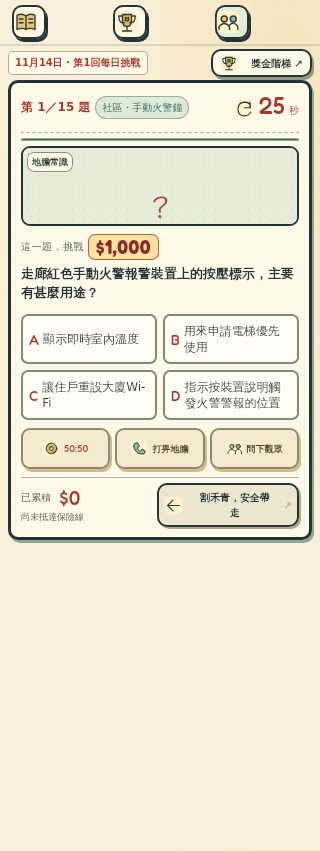 11月14日・第1回每日挑戰
獎金階梯 ↗
第 1／15 題
社區・手動火警鐘
25 秒
地膽常識
?
這一題，挑戰 $1,000
走廊紅色手動火警報警裝置上的按壓標示，主要
有甚麼用途？
A 顯示即時室內溫度
B 用來申請電梯優先
使用
C 讓住戶重設大廈Wi-
Fi
D 指示按裝置說明觸
發火警警報的位置
50:50
打畀地膽
問下觀眾
已累積 $0
尚未抵達保險線
割禾青，安全帶
走 ↗